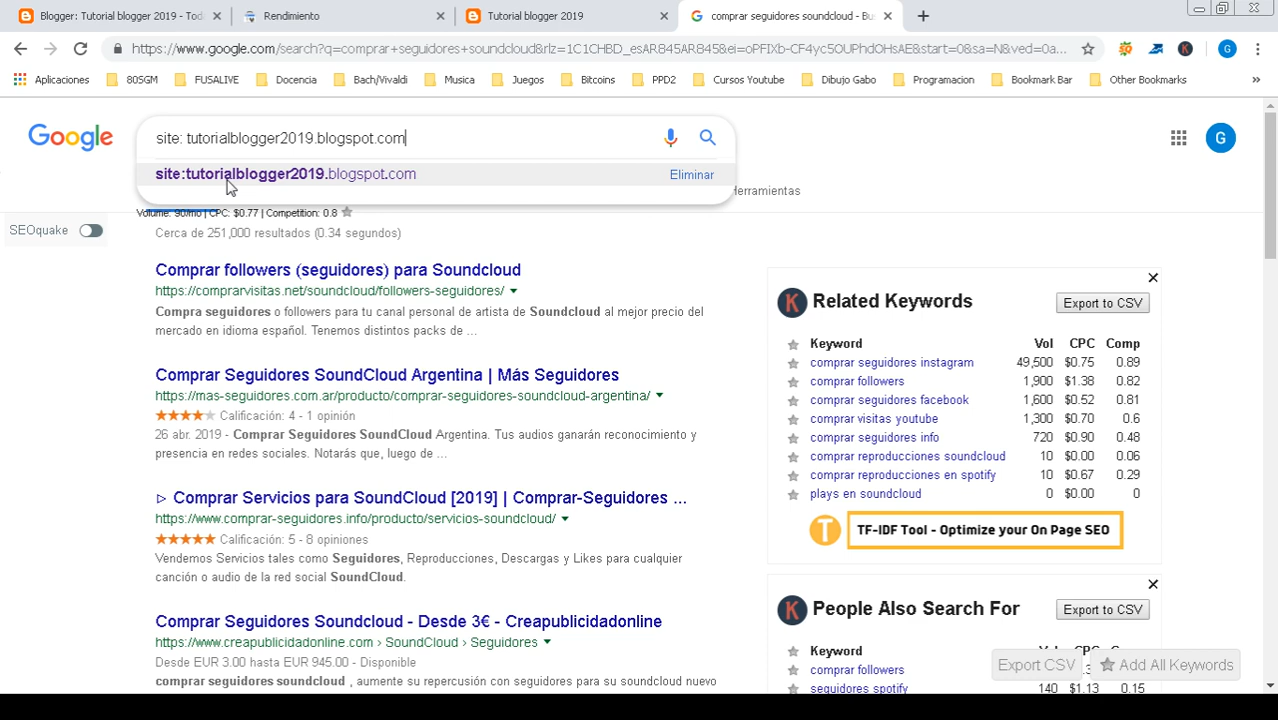 Blogger: Tutorial blogger 2019 - Tod
Rendimiento
Tutorial blogger 2019
comprar seguidores soundcloud - Bu
https://www.google.com/search?q=comprar+seguidores+soundcloud&rlz=1C1CHBD_esAR845AR845&ei=oPFIXb-CF4yc5OUPhdOHsAE&start=0&sa=N&ved=0a...
Aplicaciones
80SGM
FUSALIVE
Docencia
Bach/Vivaldi
Musica
Juegos
Bitcoins
PPD2
Cursos Youtube
Dibujo Gabo
Programacion
Bookmark Bar
Other Bookmarks
Google
site: tutorialblogger2019.blogspot.com
G
site:tutorialblogger2019.blogspot.com
Eliminar
Herramientas
Volume: 90/mo | CPC: $0.77 | Competition: 0.8
SEOquake
Cerca de 251,000 resultados (0.34 segundos)
Comprar followers (seguidores) para Soundcloud
https://comprarvisitas.net/soundcloud/followers-seguidores/
Compra seguidores o followers para tu canal personal de artista de Soundcloud al mejor precio del
mercado en idioma español. Tenemos distintos packs de ...
Comprar Seguidores SoundCloud Argentina | Más Seguidores
https://mas-seguidores.com.ar/producto/comprar-seguidores-soundcloud-argentina/
Calificación: 4 - 1 opinión
26 abr. 2019 - Comprar Seguidores SoundCloud Argentina. Tus audios ganarán reconocimiento y
presencia en redes sociales. Notarás que, luego de ...
▷ Comprar Servicios para SoundCloud [2019] | Comprar-Seguidores ...
https://www.comprar-seguidores.info/producto/servicios-soundcloud/
Calificación: 5 - 8 opiniones
Vendemos Servicios tales como Seguidores, Reproducciones, Descargas y Likes para cualquier
canción o audio de la red social SoundCloud.
Comprar Seguidores Soundcloud - Desde 3€ - Creapublicidadonline
https://www.creapublicidadonline.com › SoundCloud › Seguidores
Desde EUR 3.00 hasta EUR 945.00 - Disponible
comprar seguidores soundcloud , aumente su repercusión con seguidores para su soundcloud nuevo
K Related Keywords
Export to CSV
Keyword Vol CPC Comp
comprar seguidores instagram 49,500 $0.75 0.89
comprar followers 1,900 $1.38 0.82
comprar seguidores facebook 1,600 $0.52 0.81
comprar visitas youtube 1,300 $0.70 0.6
comprar seguidores info 720 $0.90 0.48
comprar reproducciones soundcloud 10 $0.00 0.06
comprar reproducciones en spotify 10 $0.67 0.29
plays en soundcloud 0 $0.00 0
T TF-IDF Tool - Optimize your On Page SEO
K People Also Search For
Export to CSV
Keyword
comprar followers
seguidores spotify 140 $1.13 0.15
Export CSV
Add All Keywords